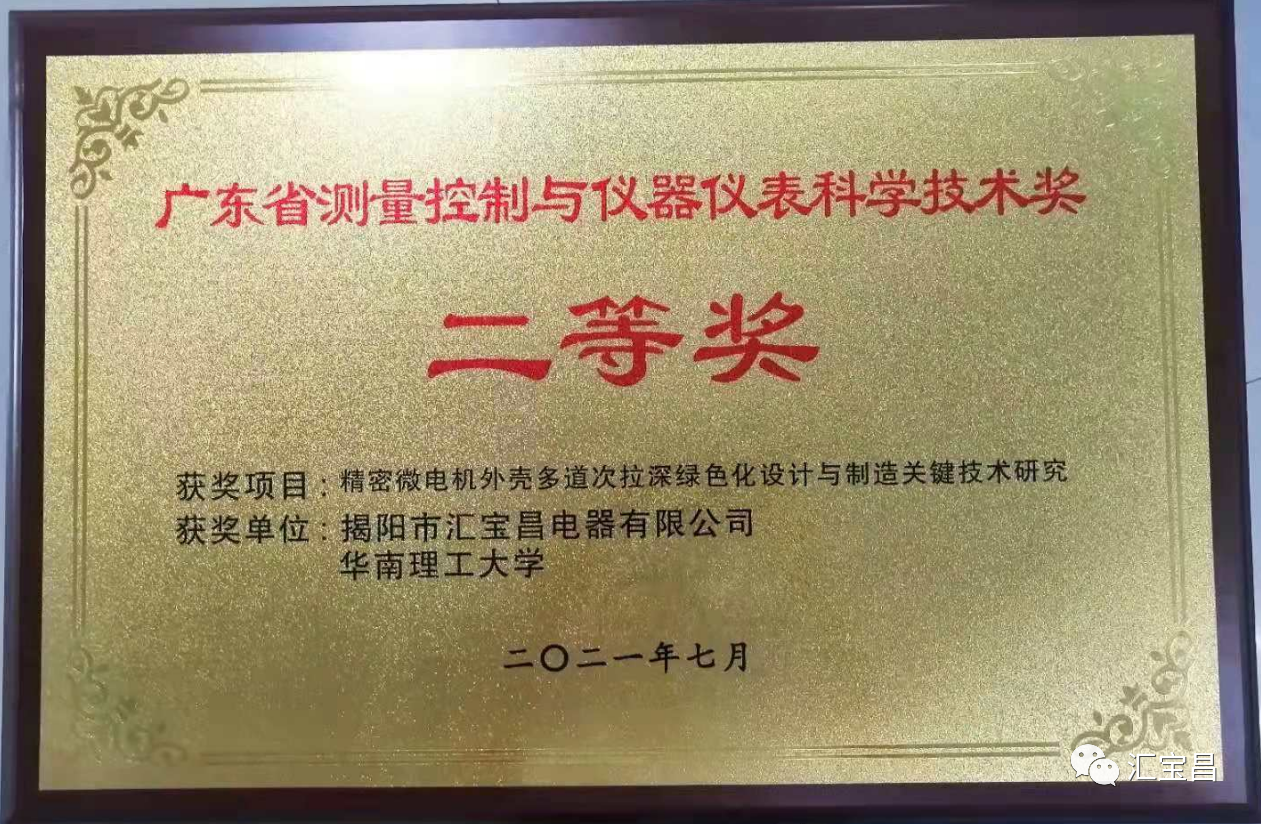 广东省测量控制与仪器仪表科学技术奖
二等奖
获奖项目：精密微电机外壳多道次拉深绿色化设计与制造关键技术研究
获奖单位：揭阳市汇宝昌电器有限公司
华南理工大学
二〇二一年七月
汇宝昌